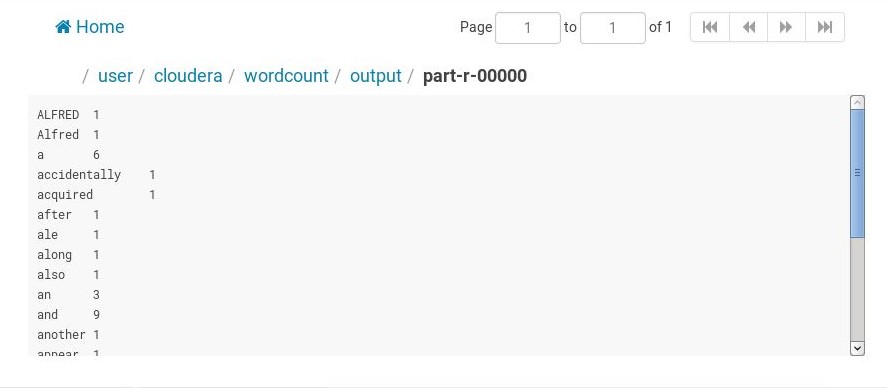 Home
Page 1 to 1 of 1
/ user / cloudera / wordcount / output / part-r-00000
ALFRED 1
Alfred 1
a 6
accidentally 1
acquired 1
after 1
ale 1
along 1
also 1
an 3
and 9
another 1
appear 1